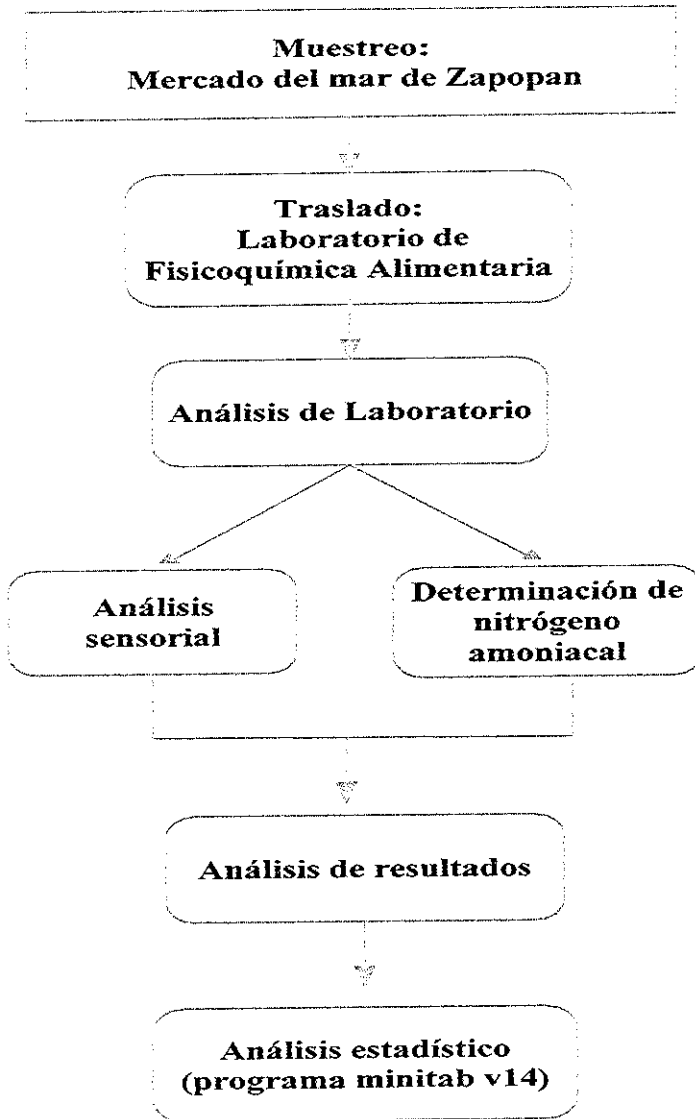 Muestreo:
Mercado del mar de Zapopan
Traslado:
Laboratorio de
Fisicoquímica Alimentaria
Análisis de Laboratorio
Análisis
sensorial
Determinación de
nitrógeno
amoniacal
Análisis de resultados
Análisis estadístico
(programa minitab v14)